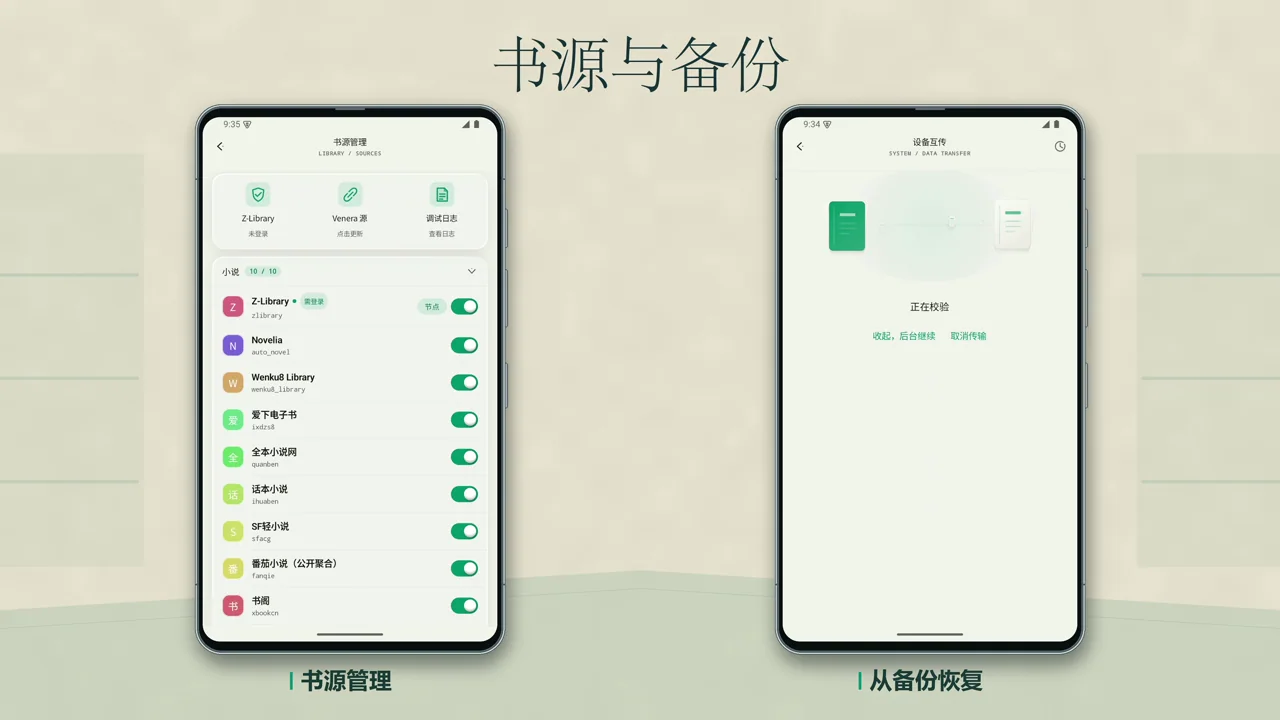 书源与备份
9:35
书源管理
LIBRARY / SOURCES
Z-Library
未登录
Venera 源
点击更新
调试日志
查看日志
小说 10 / 10
Z Z-Library 需登录 节点
zlibrary
N Novelia
auto_novel
W Wenku8 Library
wenku8_library
爱 爱下电子书
ixdzs8
全 全本小说网
quanben
话 话本小说
ihuaben
S SF轻小说
sfacg
番 番茄小说（公开聚合）
fanqie
书 书阁
xbookcn
书源管理
9:34
设备互传
SYSTEM / DATA TRANSFER
正在校验
收起，后台继续 取消传输
从备份恢复